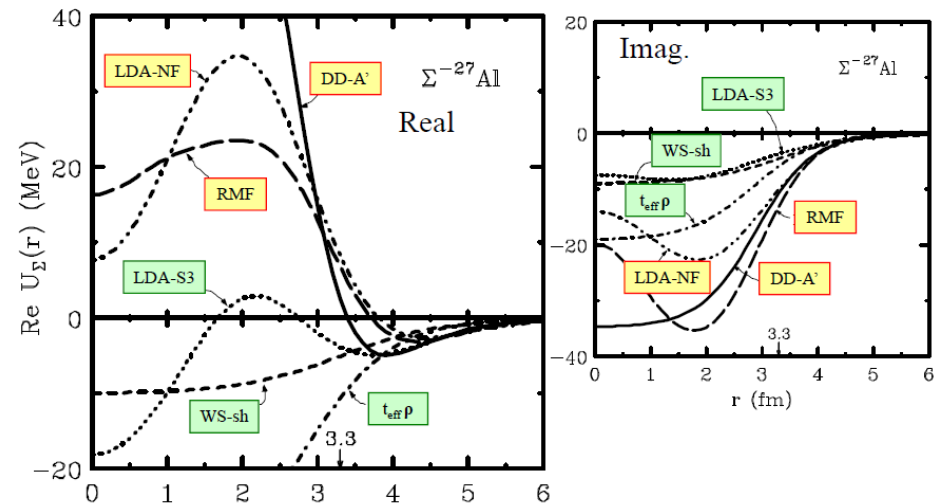 40
LDA-NF
DD-A'
Σ⁻²⁷Al
Real
20
RMF
Re U_Σ(r) (MeV)
LDA-S3
0
WS-sh
t_eff ρ
3.3
−20
0 1 2 3 4 5 6
20
Imag.
Σ⁻²⁷Al
LDA-S3
0
WS-sh
t_eff ρ
RMF
−20
LDA-NF
DD-A'
3.3
−40
0 1 2 3 4 5 6
r (fm)